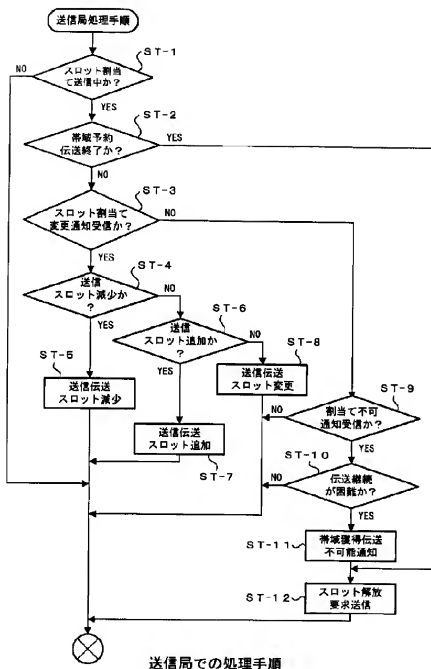 送信局処理手順
ST-1
スロット割当
て送信中か?
NO
YES
ST-2
帯域予約
伝送終了か?
YES
NO
ST-3
スロット割当て
変更通知受信か?
NO
YES
ST-4
送信
スロット減少か
?
NO
YES
ST-6
送信
スロット追加か
?
NO
YES
ST-5
送信伝送
スロット減少
ST-8
送信伝送
スロット変更
送信伝送
スロット追加
ST-7
ST-9
割当て不可
通知受信か?
NO
YES
ST-10
伝送継続
が困難か?
NO
YES
ST-11
帯域獲得伝送
不可能通知
ST-12
スロット解放
要求送信
送信局での処理手順